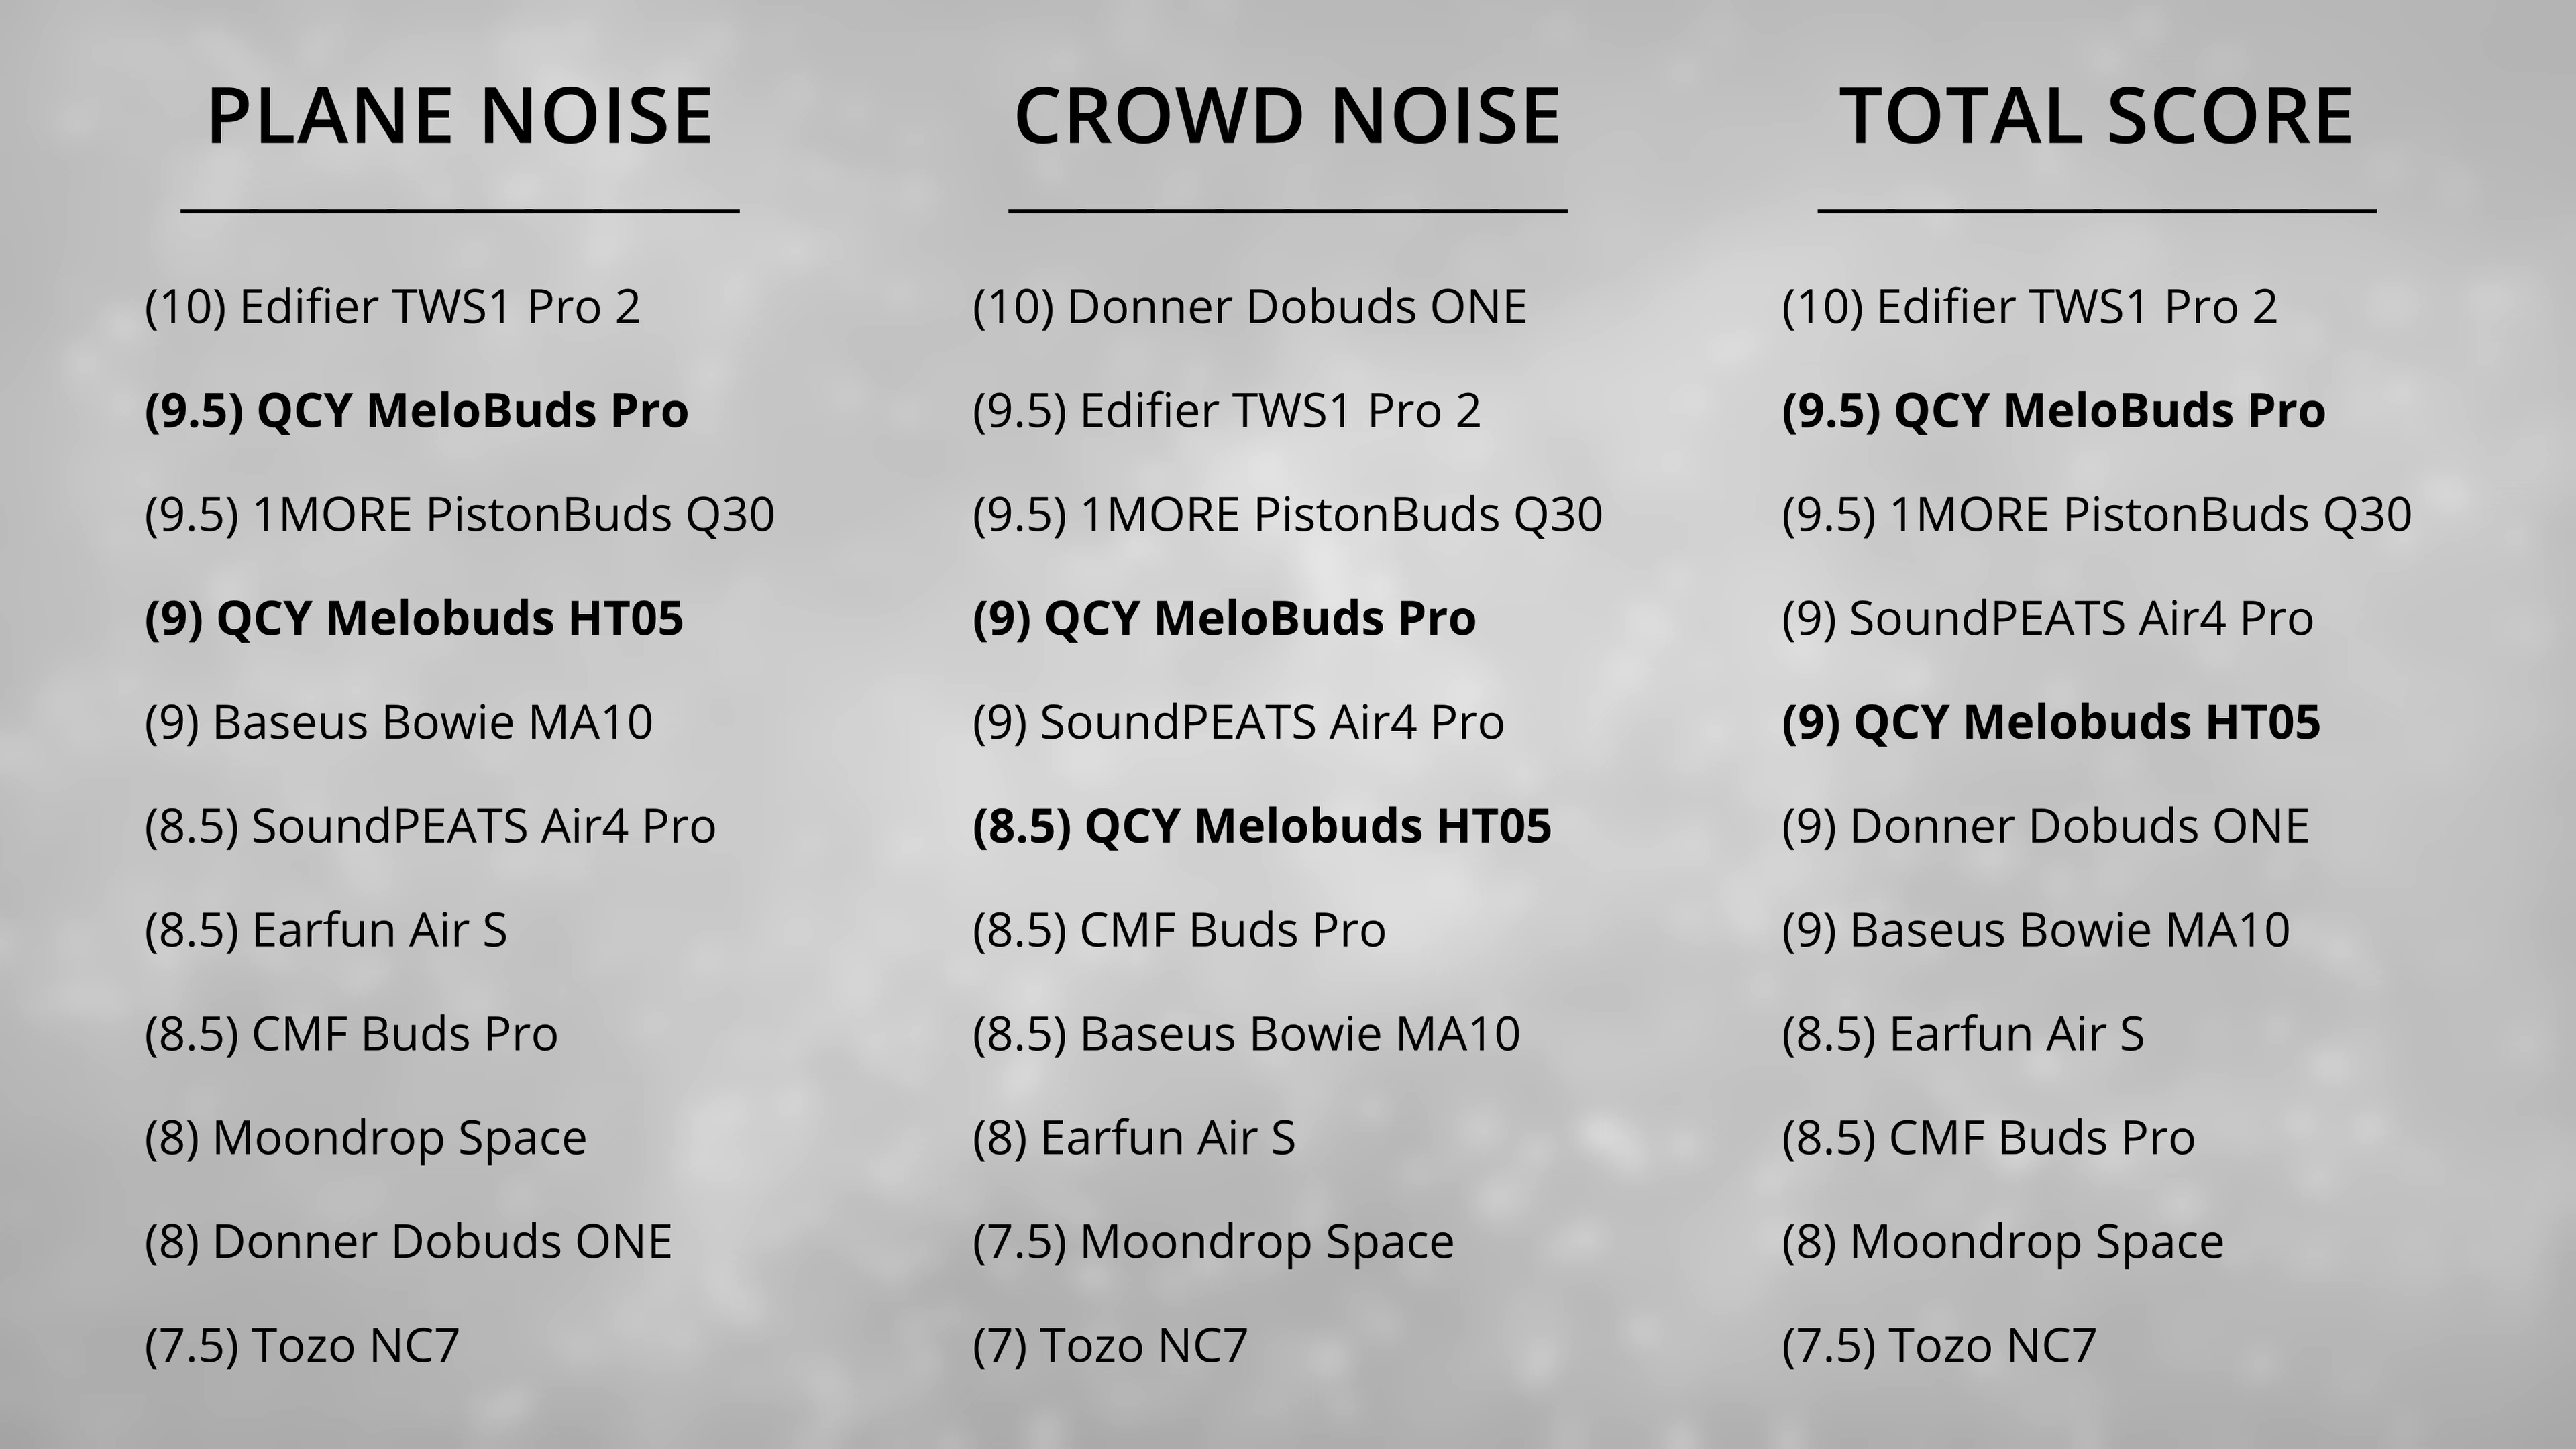 PLANE NOISE
(10) Edifier TWS1 Pro 2
(9.5) QCY MeloBuds Pro
(9.5) 1MORE PistonBuds Q30
(9) QCY Melobuds HT05
(9) Baseus Bowie MA10
(8.5) SoundPEATS Air4 Pro
(8.5) Earfun Air S
(8.5) CMF Buds Pro
(8) Moondrop Space
(8) Donner Dobuds ONE
(7.5) Tozo NC7
CROWD NOISE
(10) Donner Dobuds ONE
(9.5) Edifier TWS1 Pro 2
(9.5) 1MORE PistonBuds Q30
(9) QCY MeloBuds Pro
(9) SoundPEATS Air4 Pro
(8.5) QCY Melobuds HT05
(8.5) CMF Buds Pro
(8.5) Baseus Bowie MA10
(8) Earfun Air S
(7.5) Moondrop Space
(7) Tozo NC7
TOTAL SCORE
(10) Edifier TWS1 Pro 2
(9.5) QCY MeloBuds Pro
(9.5) 1MORE PistonBuds Q30
(9) SoundPEATS Air4 Pro
(9) QCY Melobuds HT05
(9) Donner Dobuds ONE
(9) Baseus Bowie MA10
(8.5) Earfun Air S
(8.5) CMF Buds Pro
(8) Moondrop Space
(7.5) Tozo NC7